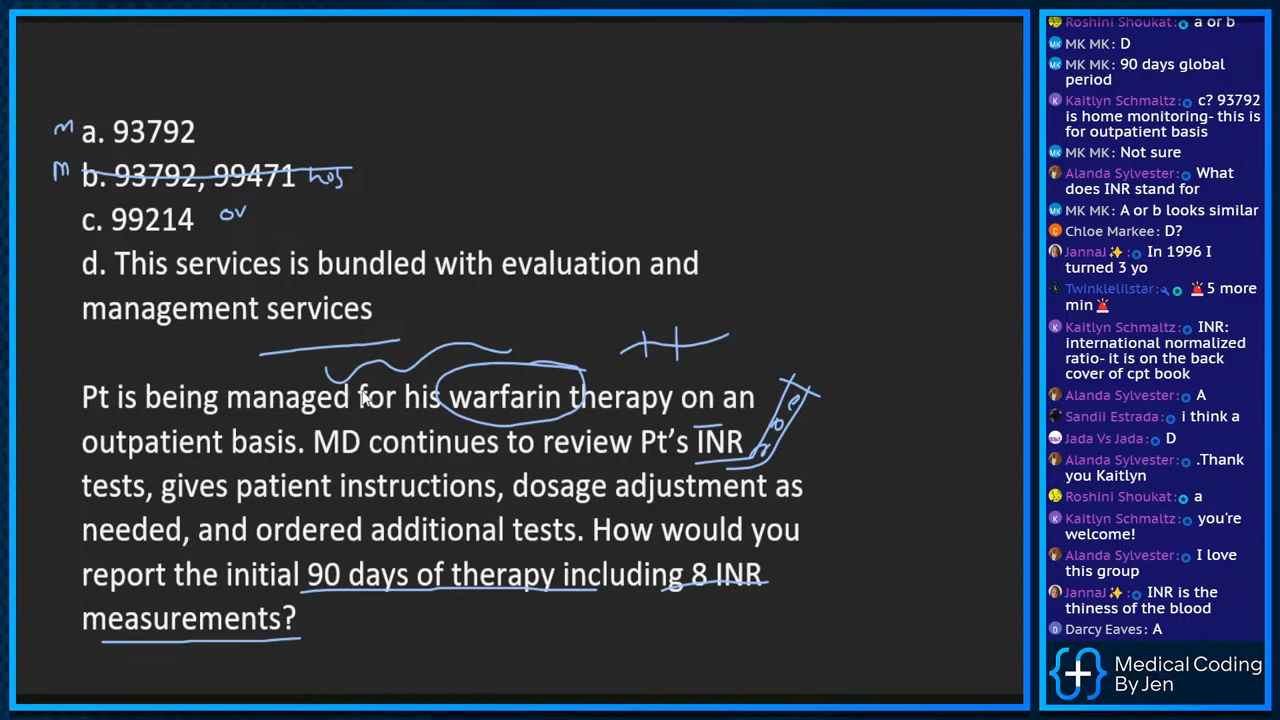 M a. 93792
M b. 93792, 99471 hos
c. 99214 ov
d. This services is bundled with evaluation and
management services
Pt is being managed for his warfarin therapy on an
outpatient basis. MD continues to review Pt’s INR
tests, gives patient instructions, dosage adjustment as
needed, and ordered additional tests. How would you
report the initial 90 days of therapy including 8 INR
measurements?
Roshini Shoukat: a or b
MK MK MK: D
MK MK MK: 90 days global
period
K Kaitlyn Schmaltz: c? 93792
is home monitoring- this is
for outpatient basis
MK MK MK: Not sure
Alanda Sylvester: What
does INR stand for
MK MK MK: A or b looks similar
C Chloe Markee: D?
JannaJ✨: In 1996 I
turned 3 yo
Twinklelilstar: 🚨5 more
min🚨
K Kaitlyn Schmaltz: INR:
international normalized
ratio- it is on the back
cover of cpt book
Alanda Sylvester: A
Sandii Estrada: i think a
Jada Vs Jada: D
Alanda Sylvester: .Thank
you Kaitlyn
Roshini Shoukat: a
K Kaitlyn Schmaltz: you're
welcome!
Alanda Sylvester: I love
this group
JannaJ✨: INR is the
thiness of the blood
D Darcy Eaves: A
Medical Coding
By Jen